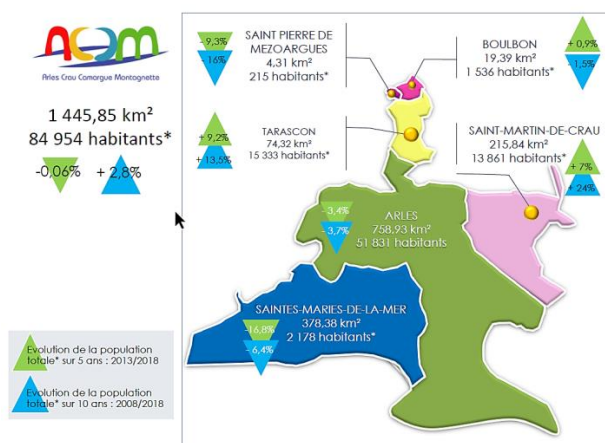 ACCM
Arles Crau Camargue Montagnette
1 445,85 km²
84 954 habitants*
-0,06%
+ 2,8%
-9,3%
-16%
SAINT PIERRE DE
MEZOARGUES
4,31 km²
215 habitants*
BOULBON
19,39 km²
1 536 habitants*
+ 0,9%
-1,5%
+ 9,2%
+ 13,5%
TARASCON
74,32 km²
15 333 habitants*
SAINT-MARTIN-DE-CRAU
215,84 km²
13 861 habitants*
+ 7%
+ 24%
-3,4%
- 3,7%
ARLES
758,93 km²
51 831 habitants
SAINTES-MARIES-DE-LA-MER
378,38 km²
2 178 habitants*
-16,8%
- 6,4%
Evolution de la population
totale* sur 5 ans : 2013/2018
Evolution de la population
totale* sur 10 ans : 2008/2018